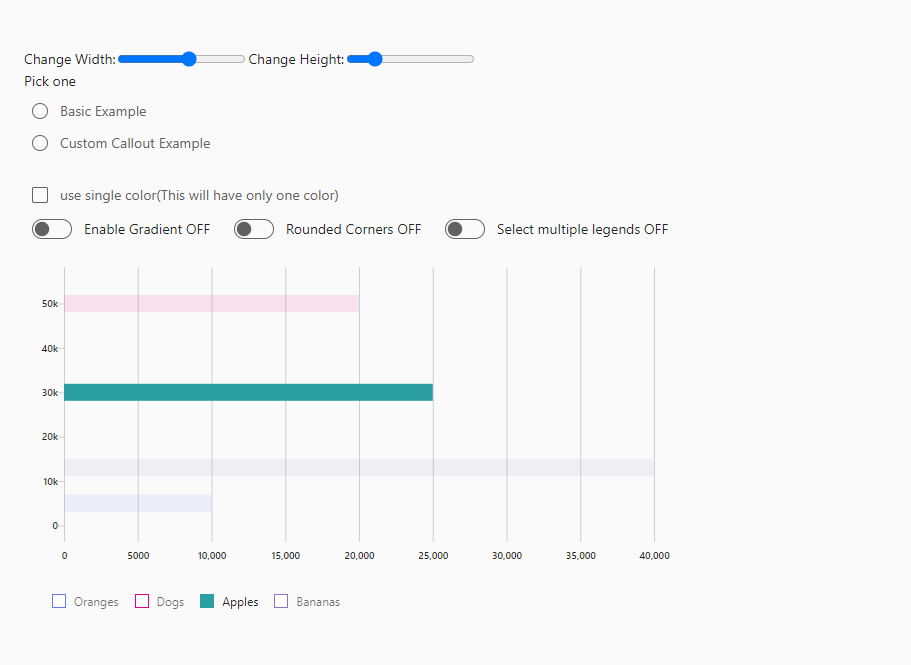 Change Width: Change Height:
Pick one
Basic Example
Custom Callout Example
use single color(This will have only one color)
Enable Gradient OFF Rounded Corners OFF Select multiple legends OFF
50k
40k
30k
20k
10k
0
0 5000 10,000 15,000 20,000 25,000 30,000 35,000 40,000
Oranges Dogs Apples Bananas